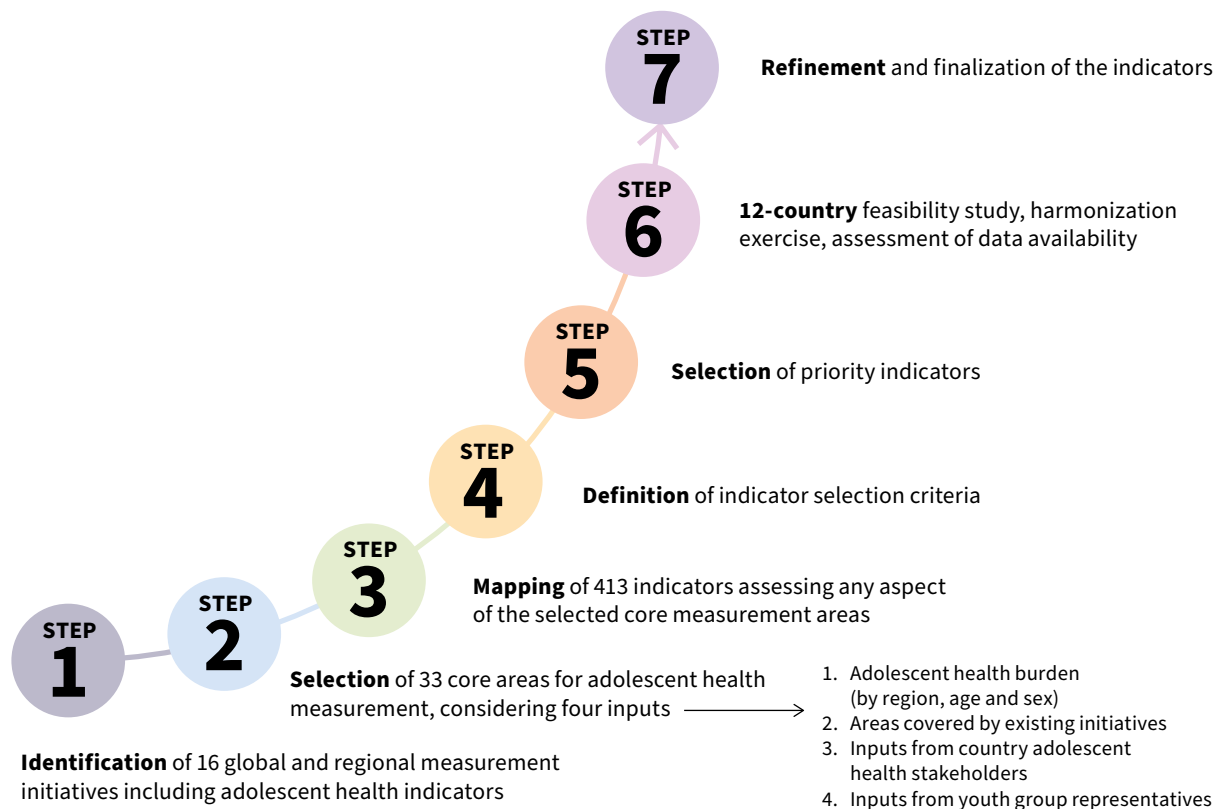 STEP
7
Refinement and finalization of the indicators
STEP
6
12-country feasibility study, harmonization
exercise, assessment of data availability
STEP
5
Selection of priority indicators
STEP
4
Definition of indicator selection criteria
STEP
3
Mapping of 413 indicators assessing any aspect
of the selected core measurement areas
STEP
2
Selection of 33 core areas for adolescent health
measurement, considering four inputs
1. Adolescent health burden
(by region, age and sex)
2. Areas covered by existing initiatives
3. Inputs from country adolescent
health stakeholders
4. Inputs from youth group representatives
STEP
1
Identification of 16 global and regional measurement
initiatives including adolescent health indicators